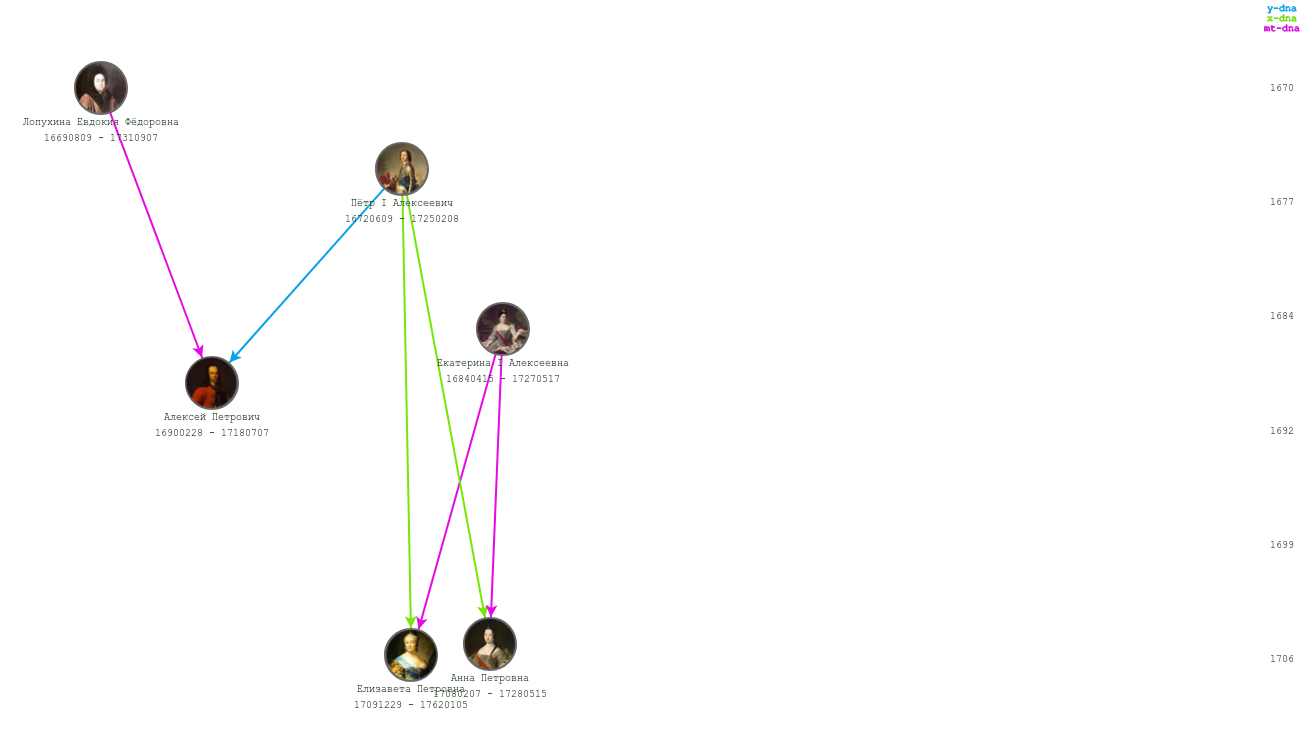 y-dna
x-dna
mt-dna
1670
Лопухина Евдокия Фёдоровна
16690809 - 17310907
Пётр I Алексеевич
16720609 - 17250208
1677
1684
Екатерина I Алексеевна
16840415 - 17270517
Алексей Петрович
16900228 - 17180707
1692
1699
1706
Анна Петровна
17080207 - 17280515
Елизавета Петровна
17091229 - 17620105